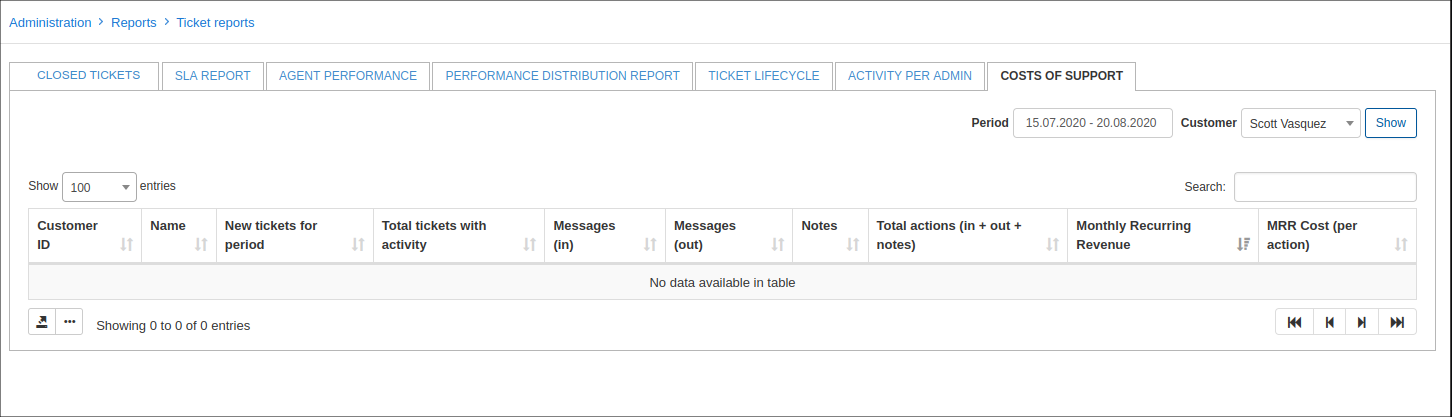 Administration > Reports > Ticket reports
CLOSED TICKETS SLA REPORT AGENT PERFORMANCE PERFORMANCE DISTRIBUTION REPORT TICKET LIFECYCLE ACTIVITY PER ADMIN COSTS OF SUPPORT
Period 15.07.2020 - 20.08.2020 Customer Scott Vasquez Show
Show 100 entries Search:
Customer Name New tickets for Total tickets with Messages Messages Notes Total actions (in + out + Monthly Recurring MRR Cost (per
ID period activity (in) (out) notes) Revenue action)
No data available in table
Showing 0 to 0 of 0 entries